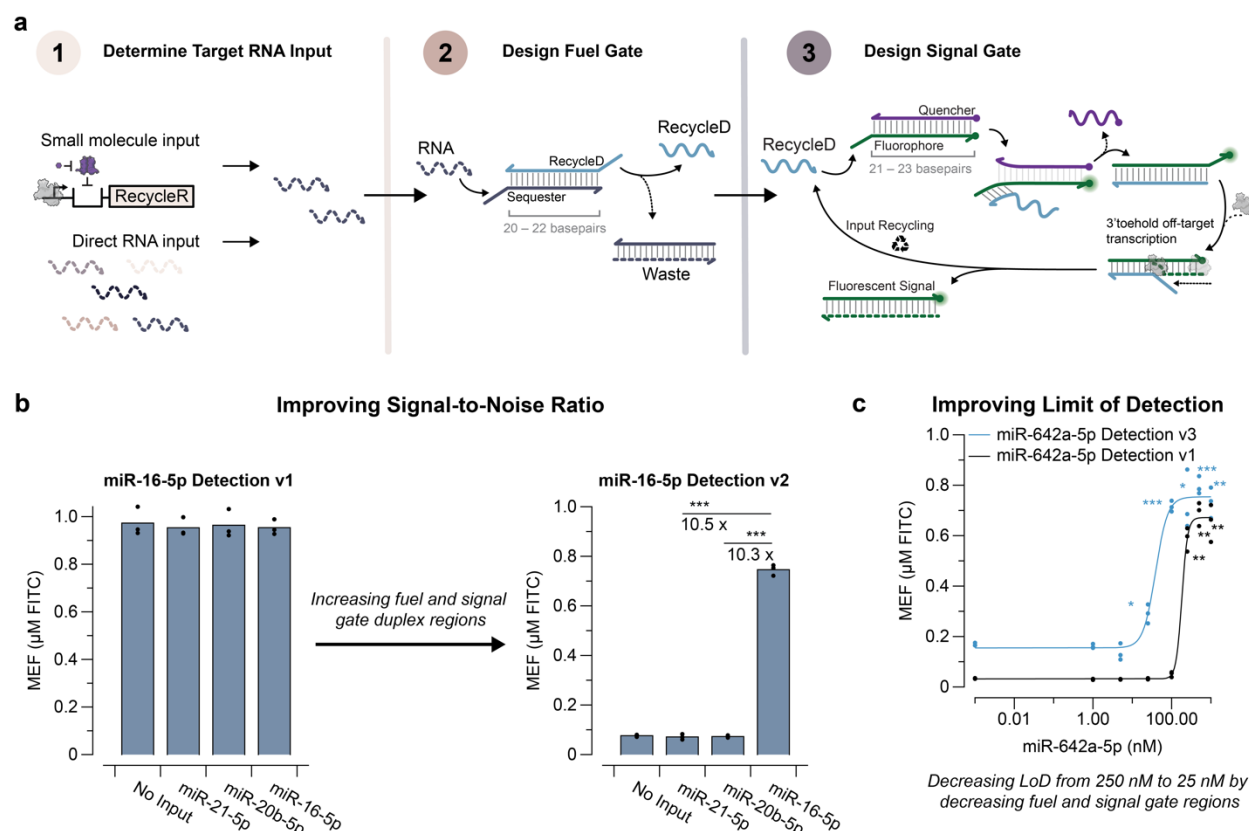 a
1 Determine Target RNA Input
2 Design Fuel Gate
3 Design Signal Gate
Small molecule input
RecycleR
Direct RNA input
RNA
RecycleD
RecycleD
Sequester
20 – 22 basepairs
Waste
RecycleD
Quencher
Fluorophore
21 – 23 basepairs
Input Recycling
3'toehold off-target
transcription
Fluorescent Signal
b
Improving Signal-to-Noise Ratio
miR-16-5p Detection v1
MEF (µM FITC)
1.0
0.8
0.6
0.4
0.2
0
No Input
miR-21-5p
miR-20b-5p
miR-16-5p
Increasing fuel and signal
gate duplex regions
miR-16-5p Detection v2
MEF (µM FITC)
1.0
0.8
0.6
0.4
0.2
0
***
10.5 x
***
10.3 x
No Input
miR-21-5p
miR-20b-5p
miR-16-5p
c
Improving Limit of Detection
miR-642a-5p Detection v3
miR-642a-5p Detection v1
MEF (µM FITC)
1.0
0.8
0.6
0.4
0.2
0
*
***
*
***
**
**
**
**
0.01
1.00
100.00
miR-642a-5p (nM)
Decreasing LoD from 250 nM to 25 nM by
decreasing fuel and signal gate regions